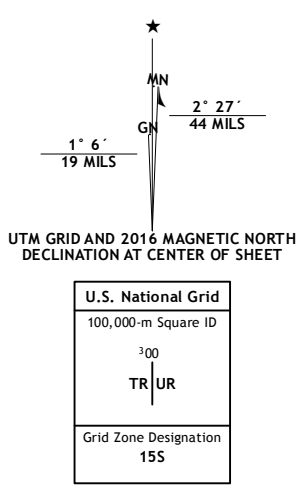 ★
MN
GN
2° 27´
44 MILS
1° 6´
19 MILS
UTM GRID AND 2016 MAGNETIC NORTH
DECLINATION AT CENTER OF SHEET
U.S. National Grid
100,000-m Square ID
³00
TR UR
Grid Zone Designation
15S